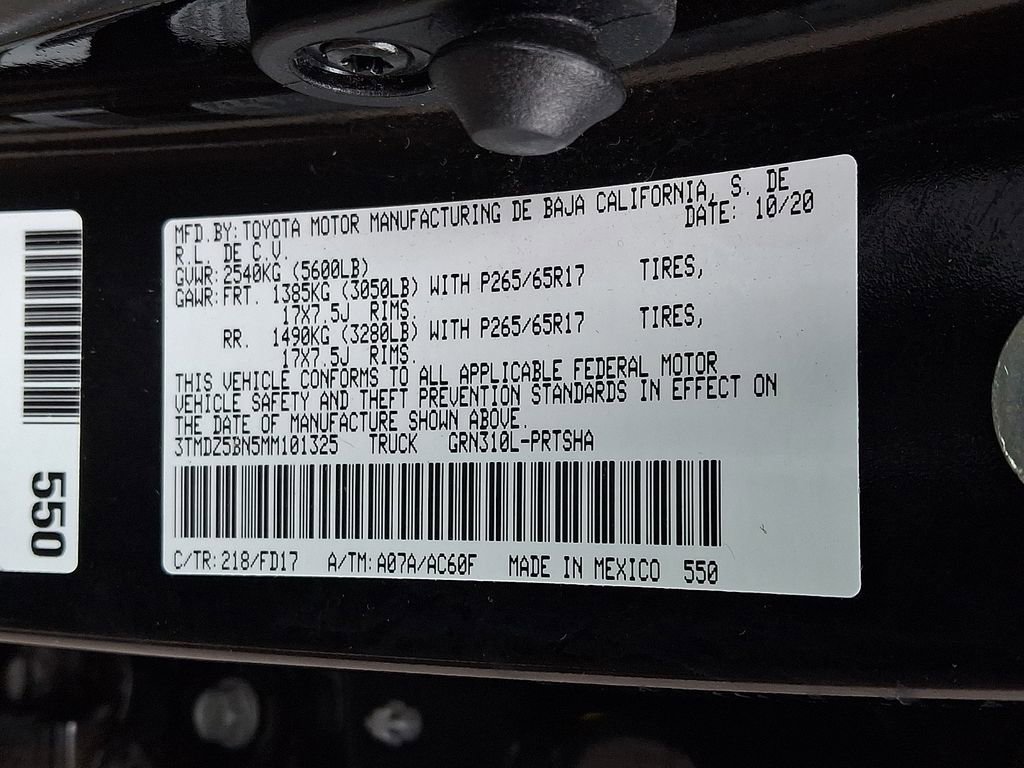 MFD.BY: TOYOTA MOTOR MANUFACTURING DE BAJA CALIFORNIA, S. DE
R.L. DE C.V. DATE: 10/20
GVWR: 2540KG (5600LB)
GAWR: FRT. 1385KG (3050LB) WITH P265/65R17 TIRES,
17X7.5J RIMS.
RR. 1490KG (3280LB) WITH P265/65R17 TIRES,
17X7.5J RIMS.
THIS VEHICLE CONFORMS TO ALL APPLICABLE FEDERAL MOTOR
VEHICLE SAFETY AND THEFT PREVENTION STANDARDS IN EFFECT ON
THE DATE OF MANUFACTURE SHOWN ABOVE.
3TMDZ5BN5MM101325 TRUCK GRN310L-PRTSHA
C/TR: 218/FD17 A/TM: A07A/AC60F MADE IN MEXICO 550
550